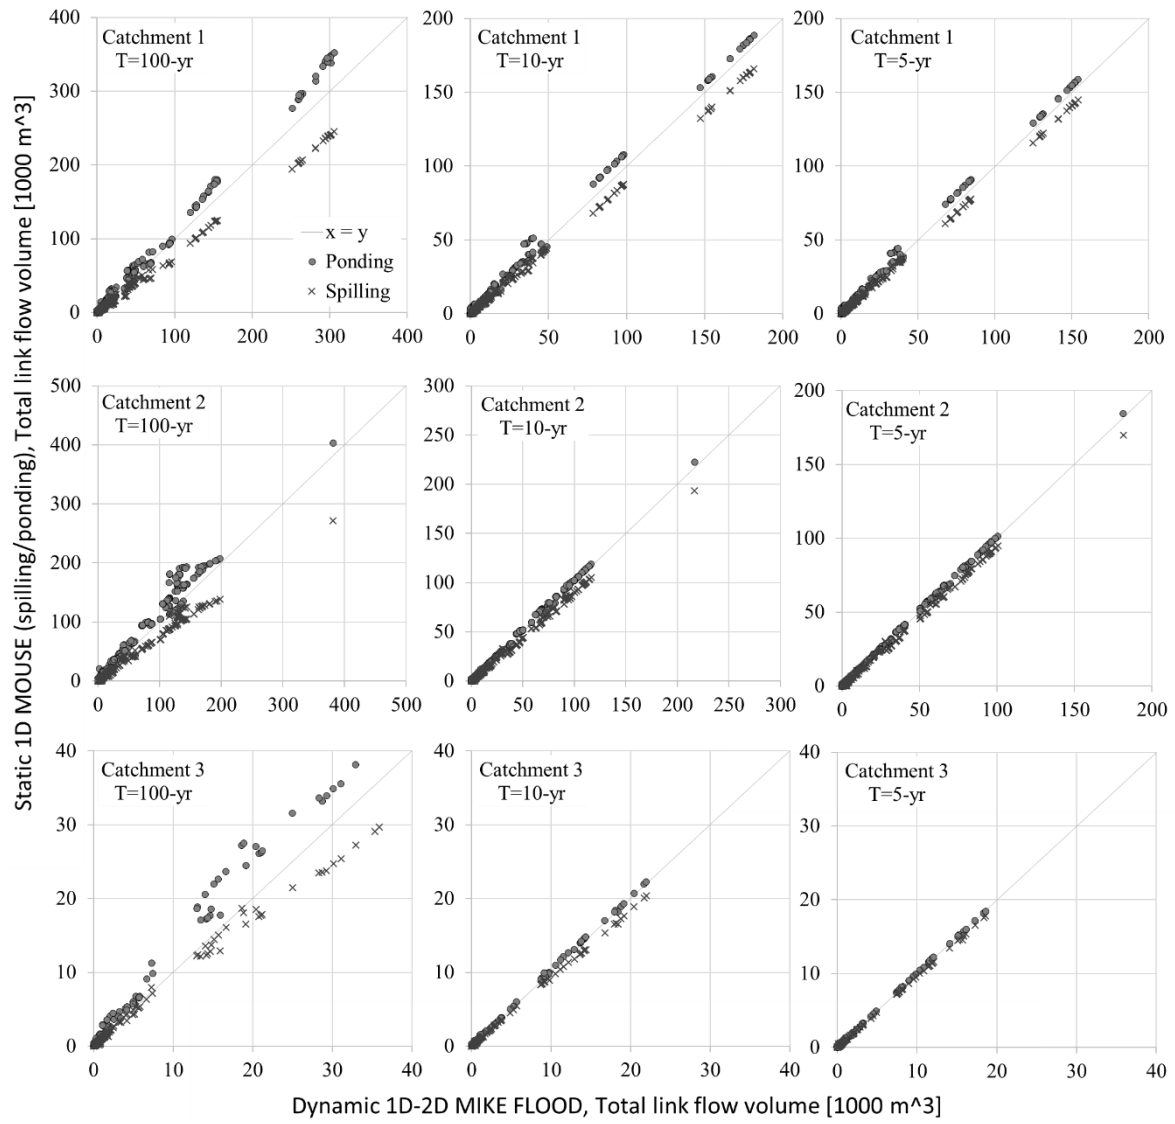 Static 1D MOUSE (spilling/ponding), Total link flow volume [1000 m^3]
Catchment 1
T=100-yr
400
300
200
100
0
0 100 200 300 400
x = y
Ponding
Spilling
Catchment 1
T=10-yr
200
150
100
50
0
0 50 100 150 200
Catchment 1
T=5-yr
200
150
100
50
0
0 50 100 150 200
Catchment 2
T=100-yr
500
400
300
200
100
0
0 100 200 300 400 500
Catchment 2
T=10-yr
300
250
200
150
100
50
0
0 50 100 150 200 250 300
Catchment 2
T=5-yr
200
150
100
50
0
0 50 100 150 200
Catchment 3
T=100-yr
40
30
20
10
0
0 10 20 30 40
Catchment 3
T=10-yr
40
30
20
10
0
0 10 20 30 40
Catchment 3
T=5-yr
40
30
20
10
0
0 10 20 30 40
Dynamic 1D-2D MIKE FLOOD, Total link flow volume [1000 m^3]